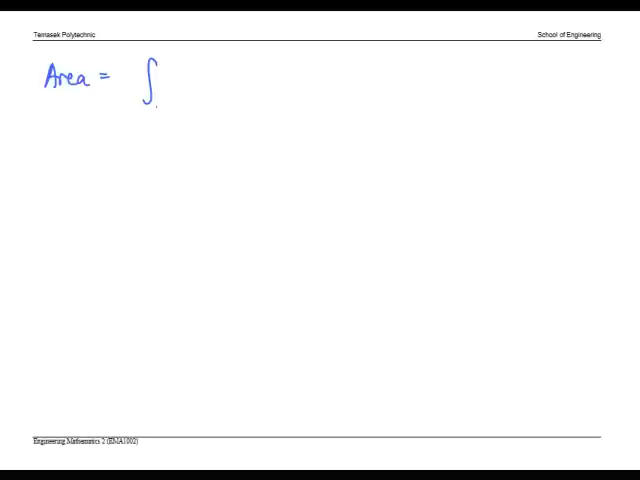 Temasek Polytechnic School of Engineering
Area = ∫
Engineering Mathematics 2 (EMA1002)